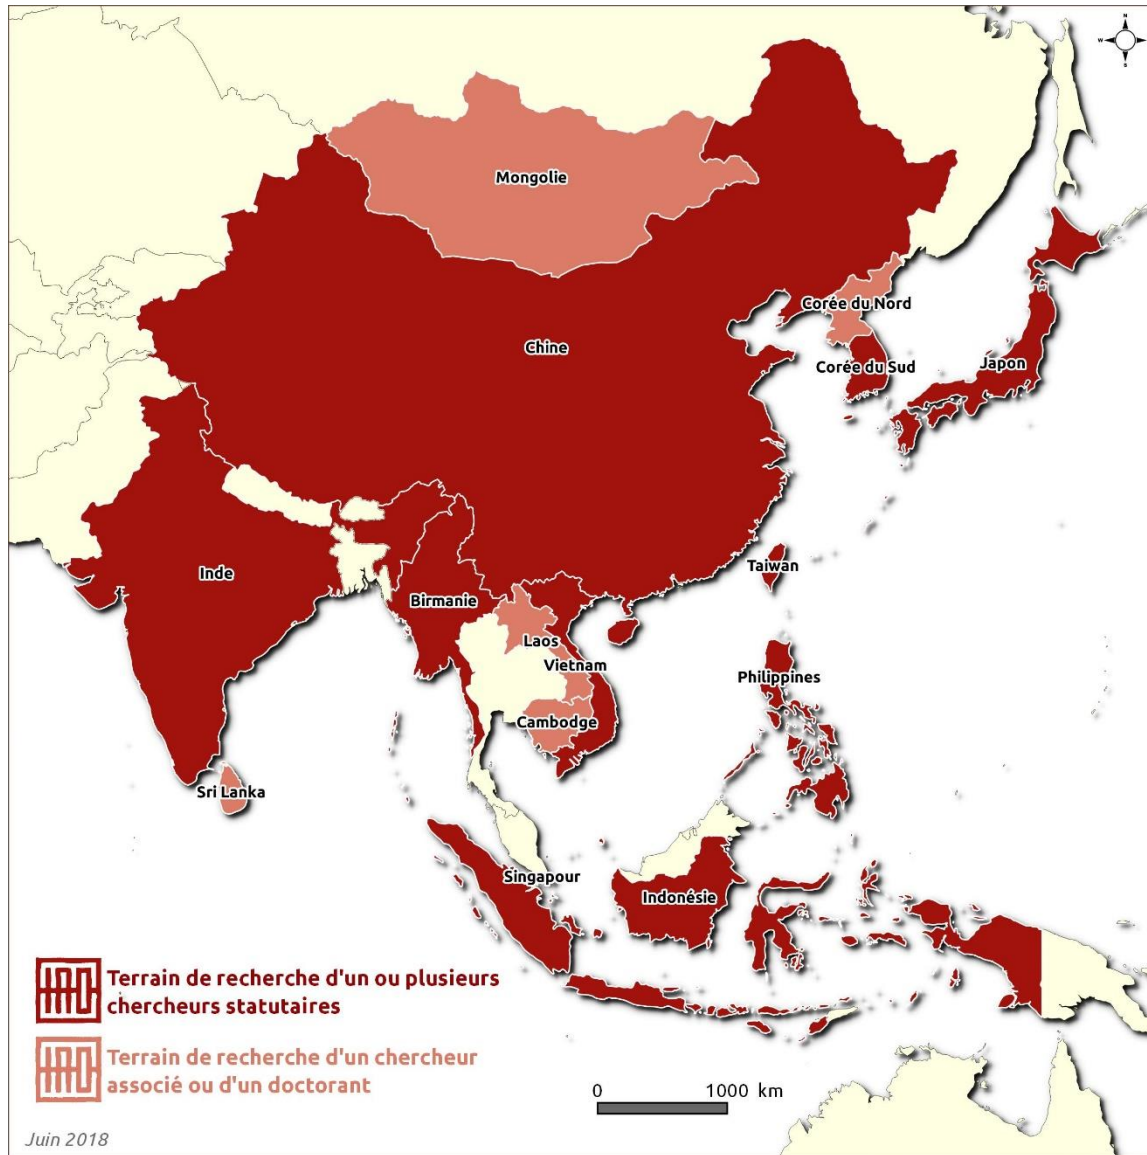 N
W
E
S
Mongolie
Corée du Nord
Chine
Corée du Sud
Japon
Taiwan
Inde
Birmanie
Laos
Vietnam
Philippines
Cambodge
Sri Lanka
Singapour
Indonésie
Terrain de recherche d'un ou plusieurs
chercheurs statutaires
Terrain de recherche d'un chercheur
associé ou d'un doctorant
0 1000 km
Juin 2018